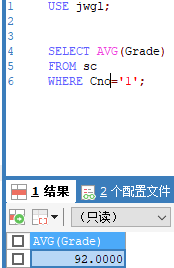 1 USE jwgl;
2
3
4 SELECT AVG(Grade)
5 FROM sc
6 WHERE Cno='1';
1 结果 2 个配置文件
(只读)
AVG(Grade)
92.0000